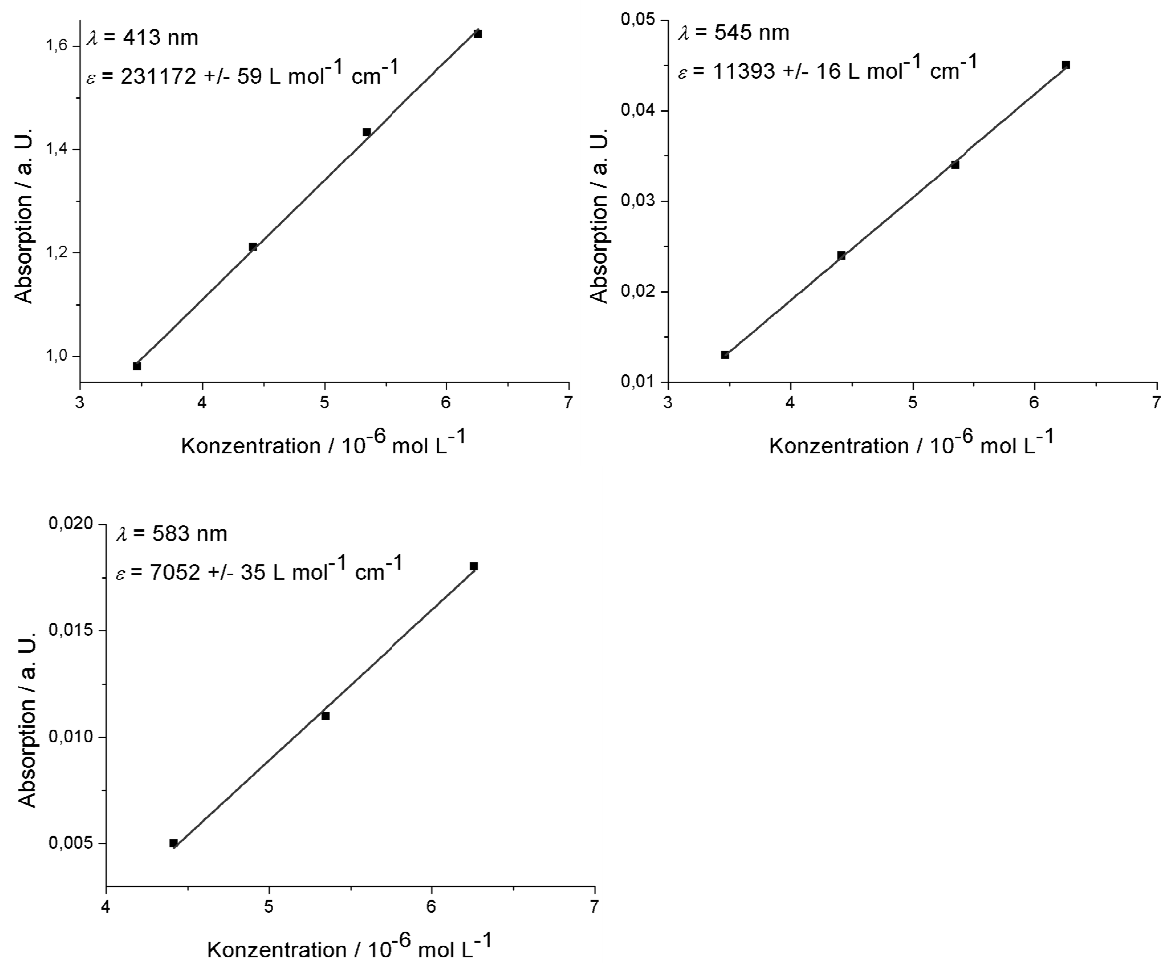 λ = 413 nm
ε = 231172 +/- 59 L mol⁻¹ cm⁻¹
1,6
1,4
1,2
1,0
3 4 5 6 7
Absorption / a. U.
Konzentration / 10⁻⁶ mol L⁻¹
λ = 545 nm
ε = 11393 +/- 16 L mol⁻¹ cm⁻¹
0,05
0,04
0,03
0,02
0,01
3 4 5 6 7
Absorption / a. U.
Konzentration / 10⁻⁶ mol L⁻¹
λ = 583 nm
ε = 7052 +/- 35 L mol⁻¹ cm⁻¹
0,020
0,015
0,010
0,005
4 5 6 7
Absorption / a. U.
Konzentration / 10⁻⁶ mol L⁻¹